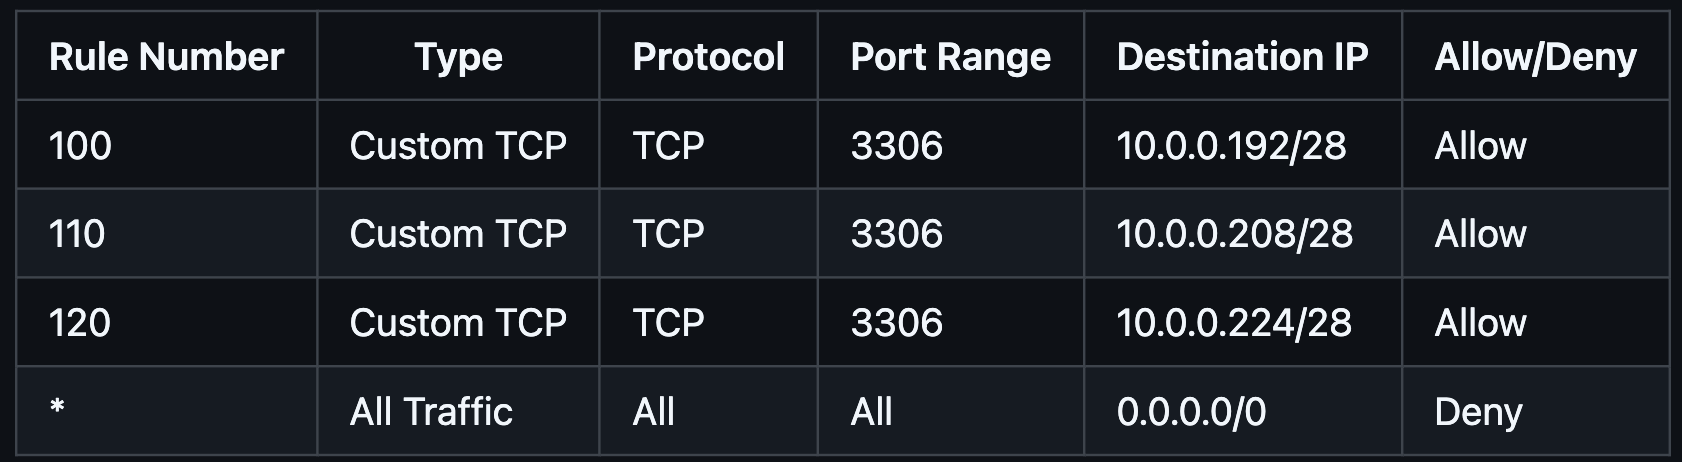 Rule Number Type Protocol Port Range Destination IP Allow/Deny
100 Custom TCP TCP 3306 10.0.0.192/28 Allow
110 Custom TCP TCP 3306 10.0.0.208/28 Allow
120 Custom TCP TCP 3306 10.0.0.224/28 Allow
* All Traffic All All 0.0.0.0/0 Deny